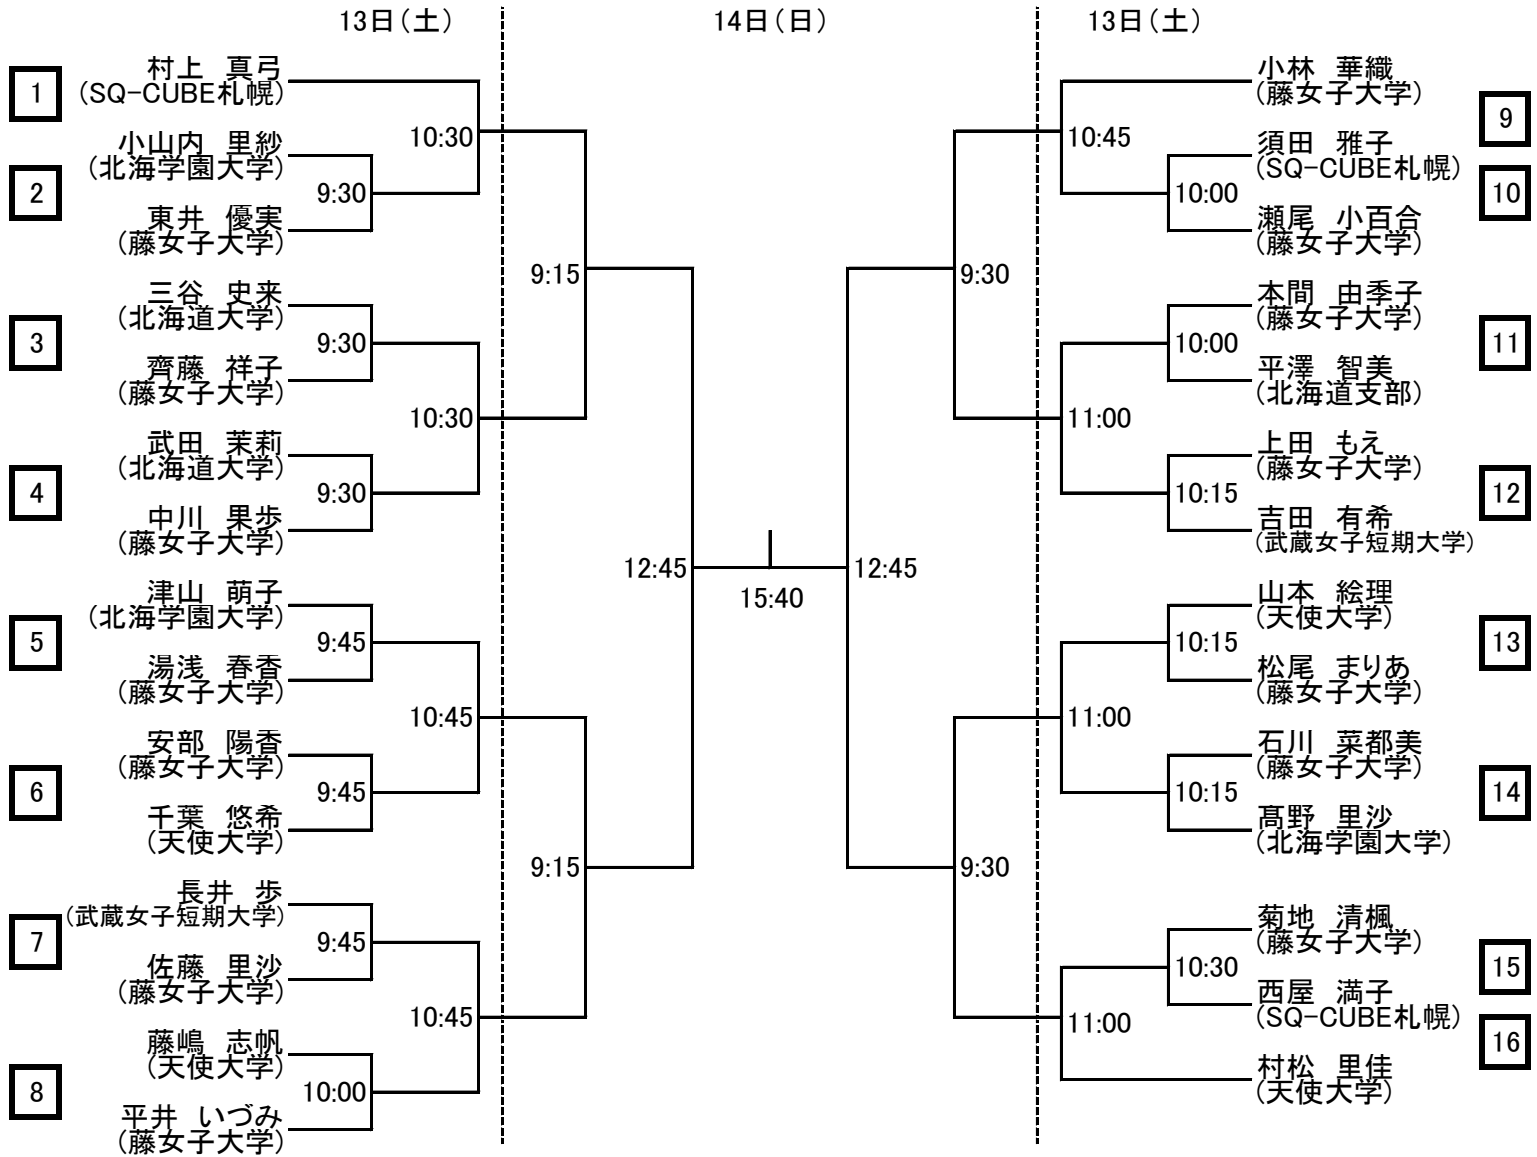 13日（土）
14日（日）
13日（土）
1
村上　真弓
(SQ-CUBE札幌)
10:30
2
小山内　里紗
(北海学園大学)
9:30
東井　優実
(藤女子大学)
9:15
3
三谷　史来
(北海道大学)
9:30
齊藤　祥子
(藤女子大学)
10:30
4
武田　茉莉
(北海道大学)
9:30
中川　果歩
(藤女子大学)
12:45
5
津山　萌子
(北海学園大学)
9:45
湯浅　春香
(藤女子大学)
10:45
6
安部　陽香
(藤女子大学)
9:45
千葉　悠希
(天使大学)
9:15
7
長井　歩
(武蔵女子短期大学)
9:45
佐藤　里沙
(藤女子大学)
10:45
8
藤嶋　志帆
(天使大学)
10:00
平井　いづみ
(藤女子大学)
15:40
小林　華織
(藤女子大学)
9
10:45
須田　雅子
(SQ-CUBE札幌)
10
10:00
瀬尾　小百合
(藤女子大学)
9:30
本間　由季子
(藤女子大学)
11
10:00
平澤　智美
(北海道支部)
11:00
上田　もえ
(藤女子大学)
12
10:15
吉田　有希
(武蔵女子短期大学)
12:45
山本　絵理
(天使大学)
13
10:15
松尾　まりあ
(藤女子大学)
11:00
石川　菜都美
(藤女子大学)
14
10:15
髙野　里沙
(北海学園大学)
9:30
菊地　清楓
(藤女子大学)
15
10:30
西屋　満子
(SQ-CUBE札幌)
11:00
16
村松　里佳
(天使大学)